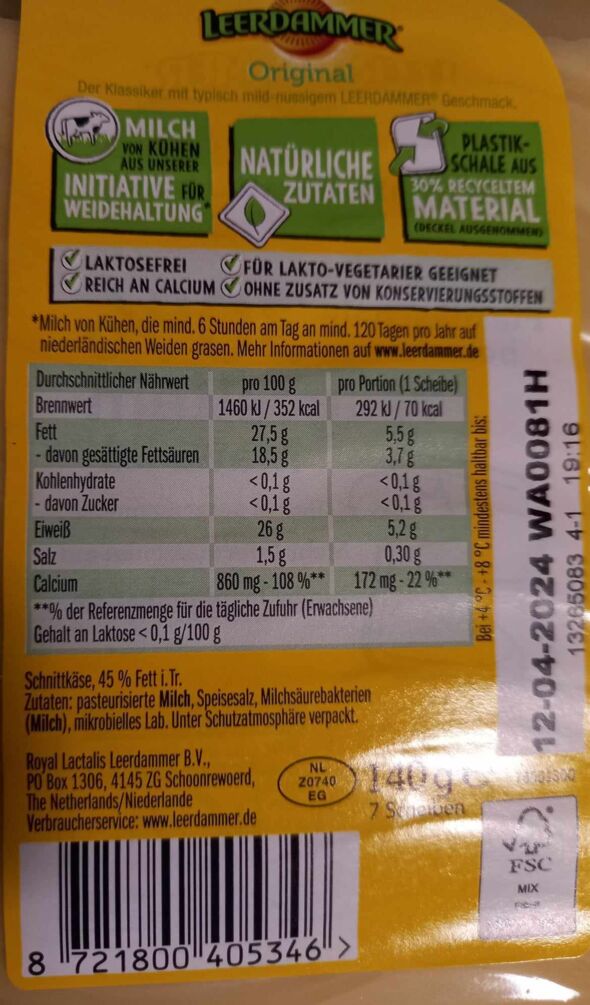 LEERDAMMER
Original
Der Klassiker mit typisch mild-nussigem LEERDAMMER® Geschmack.
MILCH
VON KÜHEN
AUS UNSERER
INITIATIVE FÜR
WEIDEHALTUNG*
NATÜRLICHE
ZUTATEN
PLASTIK-
SCHALE AUS
30% RECYCELTEM
MATERIAL
(DECKEL AUSGENOMMEN)
LAKTOSEFREI
FÜR LAKTO-VEGETARIER GEEIGNET
REICH AN CALCIUM
OHNE ZUSATZ VON KONSERVIERUNGSSTOFFEN
*Milch von Kühen, die mind. 6 Stunden am Tag an mind. 120 Tagen pro Jahr auf
niederländischen Weiden grasen. Mehr Informationen auf www.leerdammer.de
Durchschnittlicher Nährwert pro 100 g pro Portion (1 Scheibe)
Brennwert 1460 kJ / 352 kcal 292 kJ / 70 kcal
Fett 27,5 g 5,5 g
- davon gesättigte Fettsäuren 18,5 g 3,7 g
Kohlenhydrate <0,1 g <0,1 g
- davon Zucker <0,1 g <0,1 g
Eiweiß 26 g 5,2 g
Salz 1,5 g 0,30 g
Calcium 860 mg - 108 %** 172 mg - 22 %**
**% der Referenzmenge für die tägliche Zufuhr (Erwachsene)
Gehalt an Laktose < 0,1 g/100 g
Bei +4 °C - +8 °C mindestens haltbar bis:
12-04-2024 WA0081H
13265083 4-1 19:16
Schnittkäse, 45 % Fett i.Tr.
Zutaten: pasteurisierte Milch, Speisesalz, Milchsäurebakterien
(Milch), mikrobielles Lab. Unter Schutzatmosphäre verpackt.
Royal Lactalis Leerdammer B.V.,
PO Box 1306, 4145 ZG Schoonrewoerd,
The Netherlands/Niederlande
Verbraucherservice: www.leerdammer.de
NL
Z0740
EG
140g e
7 Scheiben
FSC
MIX
8 721800 405346 >